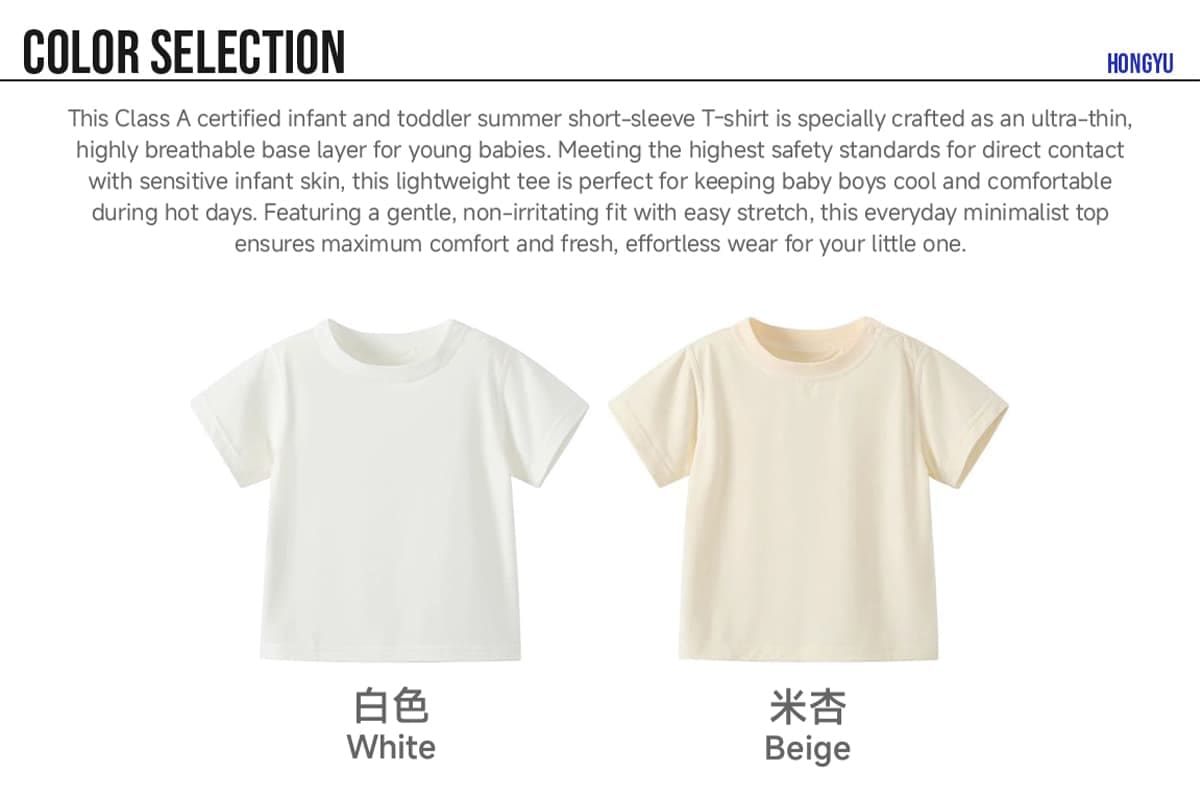 COLOR SELECTION
HONGYU
This Class A certified infant and toddler summer short-sleeve T-shirt is specially crafted as an ultra-thin,
highly breathable base layer for young babies. Meeting the highest safety standards for direct contact
with sensitive infant skin, this lightweight tee is perfect for keeping baby boys cool and comfortable
during hot days. Featuring a gentle, non-irritating fit with easy stretch, this everyday minimalist top
ensures maximum comfort and fresh, effortless wear for your little one.
白色
White
米杏
Beige